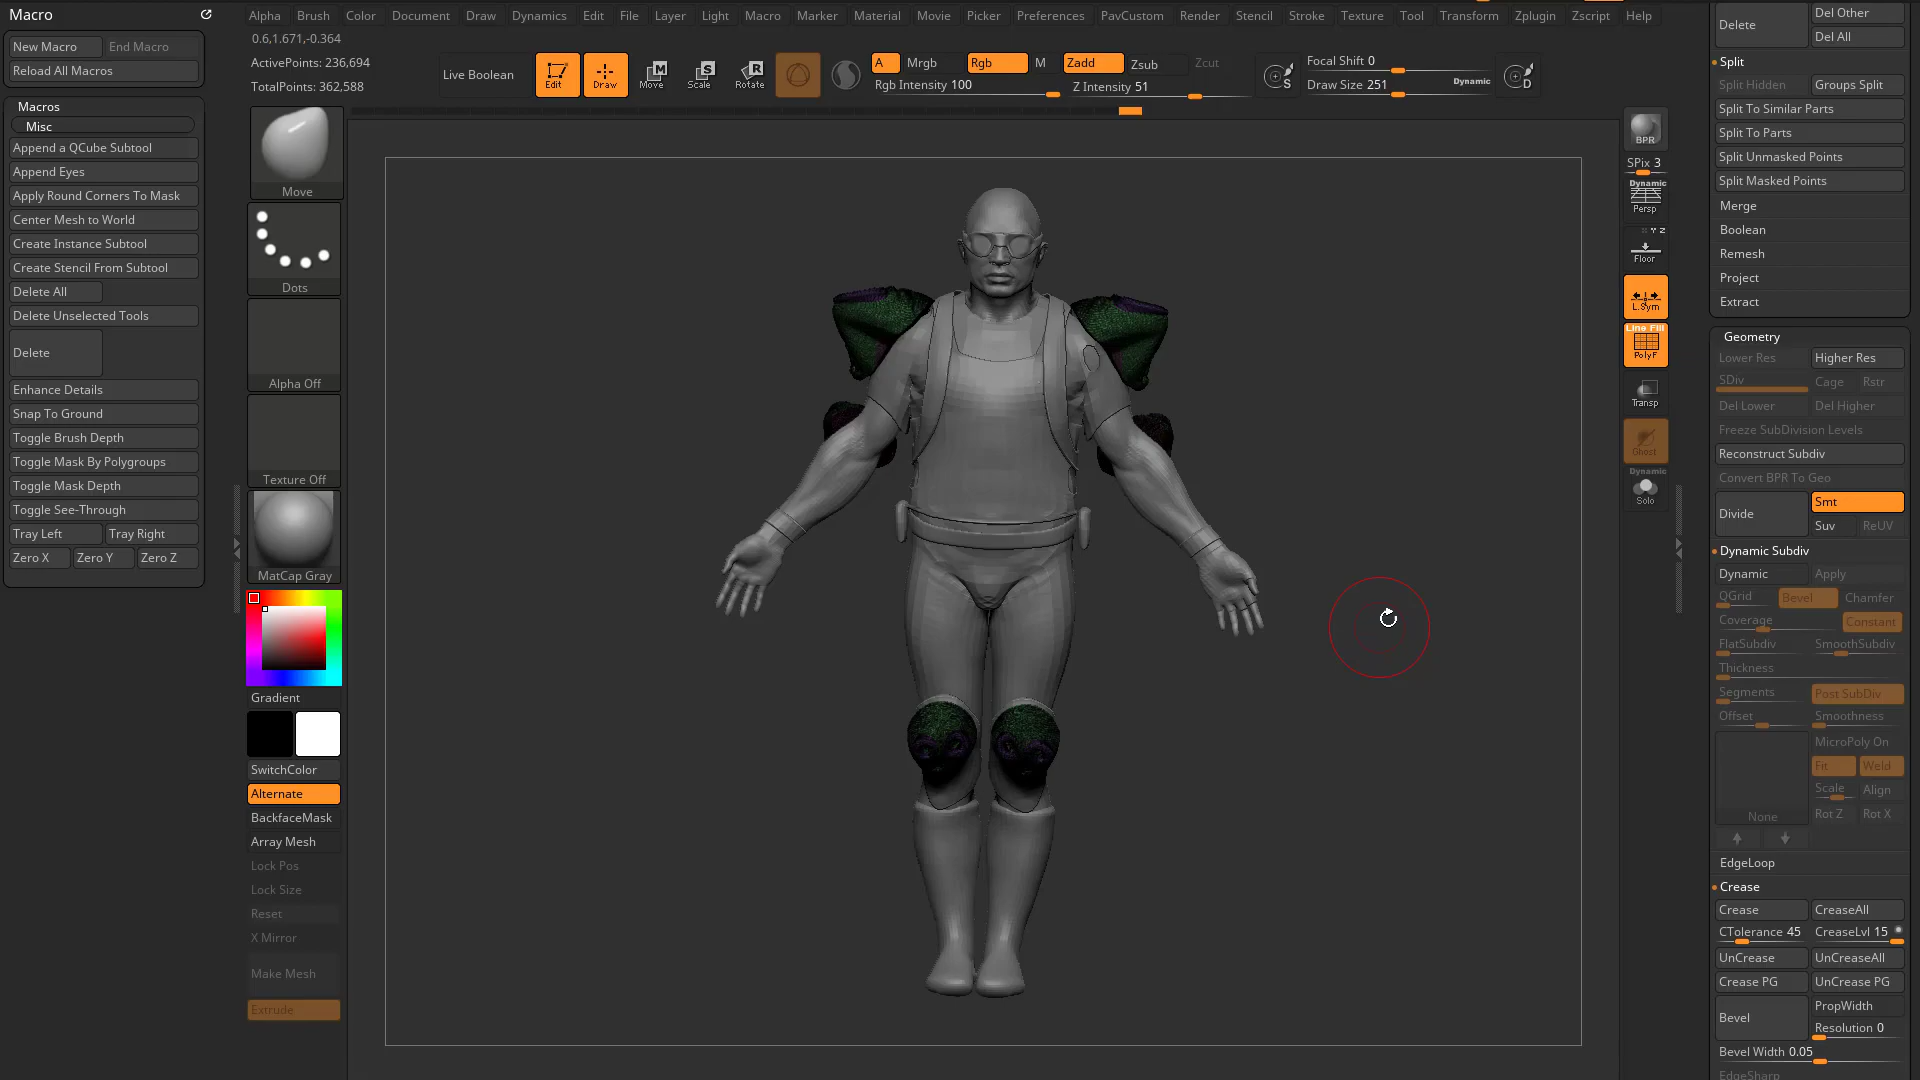 Macro
New Macro
End Macro
Reload All Macros
Macros
Misc
Append a QCube Subtool
Append Eyes
Apply Round Corners To Mask
Center Mesh to World
Create Instance Subtool
Create Stencil From Subtool
Delete All
Delete Unselected Tools
Delete
Enhance Details
Snap To Ground
Toggle Brush Depth
Toggle Mask By Polygroups
Toggle Mask Depth
Toggle See-Through
Tray Left
Tray Right
Zero X
Zero Y
Zero Z
Alpha
Brush
Color
Document
Draw
Dynamics
Edit
File
Layer
Light
Macro
Marker
Material
Movie
Picker
Preferences
PavCustom
Render
Stencil
Stroke
Texture
Tool
Transform
Zplugin
Zscript
Help
0.6,1.671,-0.364
ActivePoints: 236,694
TotalPoints: 362,588
Live Boolean
Edit
Draw
M
Move
S
Scale
R
Rotate
A
Mrgb
Rgb
M
Zadd
Zsub
Zcut
Rgb Intensity 100
Z Intensity 51
S
Focal Shift 0
Draw Size 251
Dynamic
D
Move
Dots
Alpha Off
Texture Off
MatCap Gray
Gradient
SwitchColor
Alternate
BackfaceMask
Array Mesh
Lock Pos
Lock Size
Reset
X Mirror
Make Mesh
Extrude
BPR
SPix 3
Dynamic
Persp
Floor
L.Sym
Line Fill
PolyF
Transp
Ghost
Dynamic
Solo
Delete
Del Other
Del All
Split
Split Hidden
Groups Split
Split To Similar Parts
Split To Parts
Split Unmasked Points
Split Masked Points
Merge
Boolean
Remesh
Project
Extract
Geometry
Lower Res
Higher Res
SDiv
Cage
Rstr
Del Lower
Del Higher
Freeze SubDivision Levels
Reconstruct Subdiv
Convert BPR To Geo
Divide
Smt
Suv
ReUV
Dynamic Subdiv
Dynamic
Apply
QGrid
Bevel
Chamfer
Coverage
Constant
FlatSubdiv
SmoothSubdiv
Thickness
Segments
Post SubDiv
Offset
Smoothness
MicroPoly On
Fit
Weld
Scale
Align
None
Rot Z
Rot X
EdgeLoop
Crease
Crease
CreaseAll
CTolerance 45
CreaseLvl 15
UnCrease
UnCreaseAll
Crease PG
UnCrease PG
Bevel
PropWidth
Resolution 0
Bevel Width 0.05
EdgeSharp